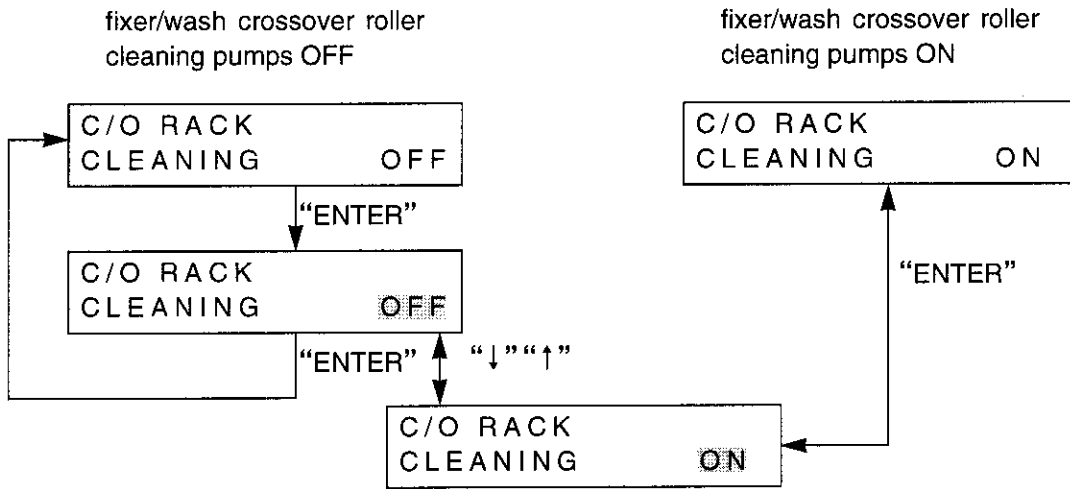 fixer/wash crossover roller
cleaning pumps OFF
fixer/wash crossover roller
cleaning pumps ON
C/O RACK
CLEANING OFF
C/O RACK
CLEANING ON
“ENTER”
C/O RACK
CLEANING OFF
“ENTER”
“ENTER”
“↓” “↑”
C/O RACK
CLEANING ON